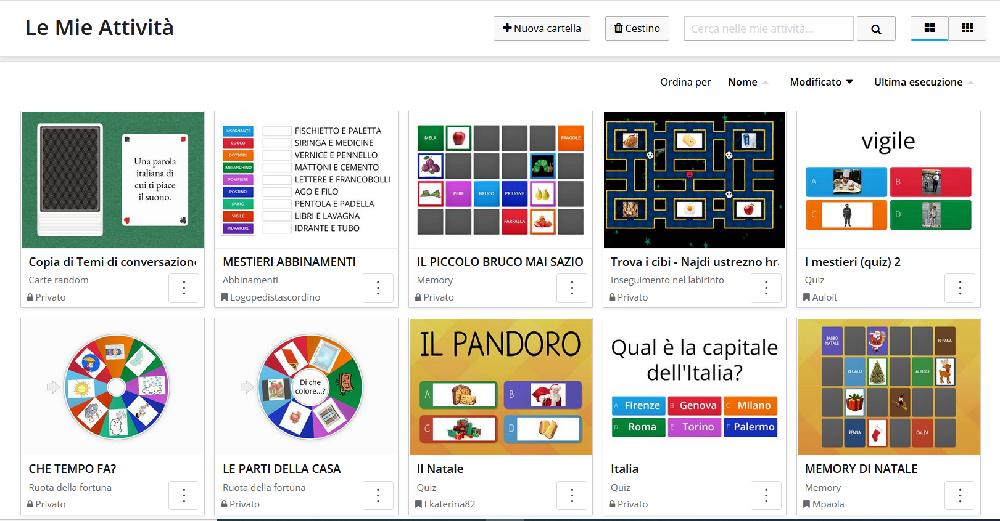 Le Mie Attività
Nuova cartella
Cestino
Cerca nelle mie attività...
Ordina per Nome Modificato Ultima esecuzione
Una parola
italiana di
cui ti piace
il suono.
Copia di Temi di conversazione
Carte random
Privato
INSEGNANTE
CUOCO
DOTTORE
IMBIANCHINO
POMPIERE
POSTINO
SARTO
VIGILE
MURATORE
FISCHIETTO E PALETTA
SIRINGA E MEDICINE
VERNICE E PENNELLO
MATTONI E CEMENTO
LETTERE E FRANCOBOLLI
AGO E FILO
PENTOLA E PADELLA
LIBRI E LAVAGNA
IDRANTE E TUBO
MESTIERI ABBINAMENTI
Abbinamenti
Logopedistascordino
MELA
FRAGOLE
PERE
BRUCO
PRIUGNE
FARFALLA
IL PICCOLO BRUCO MAI SAZIO
Memory
Privato
Trova i cibi - Najdi ustrezno hr
Inseguimento nel labirinto
Privato
vigile
A
B
C
D
I mestieri (quiz) 2
Quiz
Auloit
CHE TEMPO FA?
Ruota della fortuna
Privato
Di che
colore...?
LE PARTI DELLA CASA
Ruota della fortuna
Privato
IL PANDORO
A
B
C
D
Il Natale
Quiz
Ekaterina82
Qual è la capitale
dell'Italia?
A Firenze
B Genova
C Milano
D Roma
E Torino
F Palermo
Italia
Quiz
Privato
BABBO
NATALE
BEFANA
REGALO
ALBERO
RENNA
CALZA
MEMORY DI NATALE
Memory
Mpaola